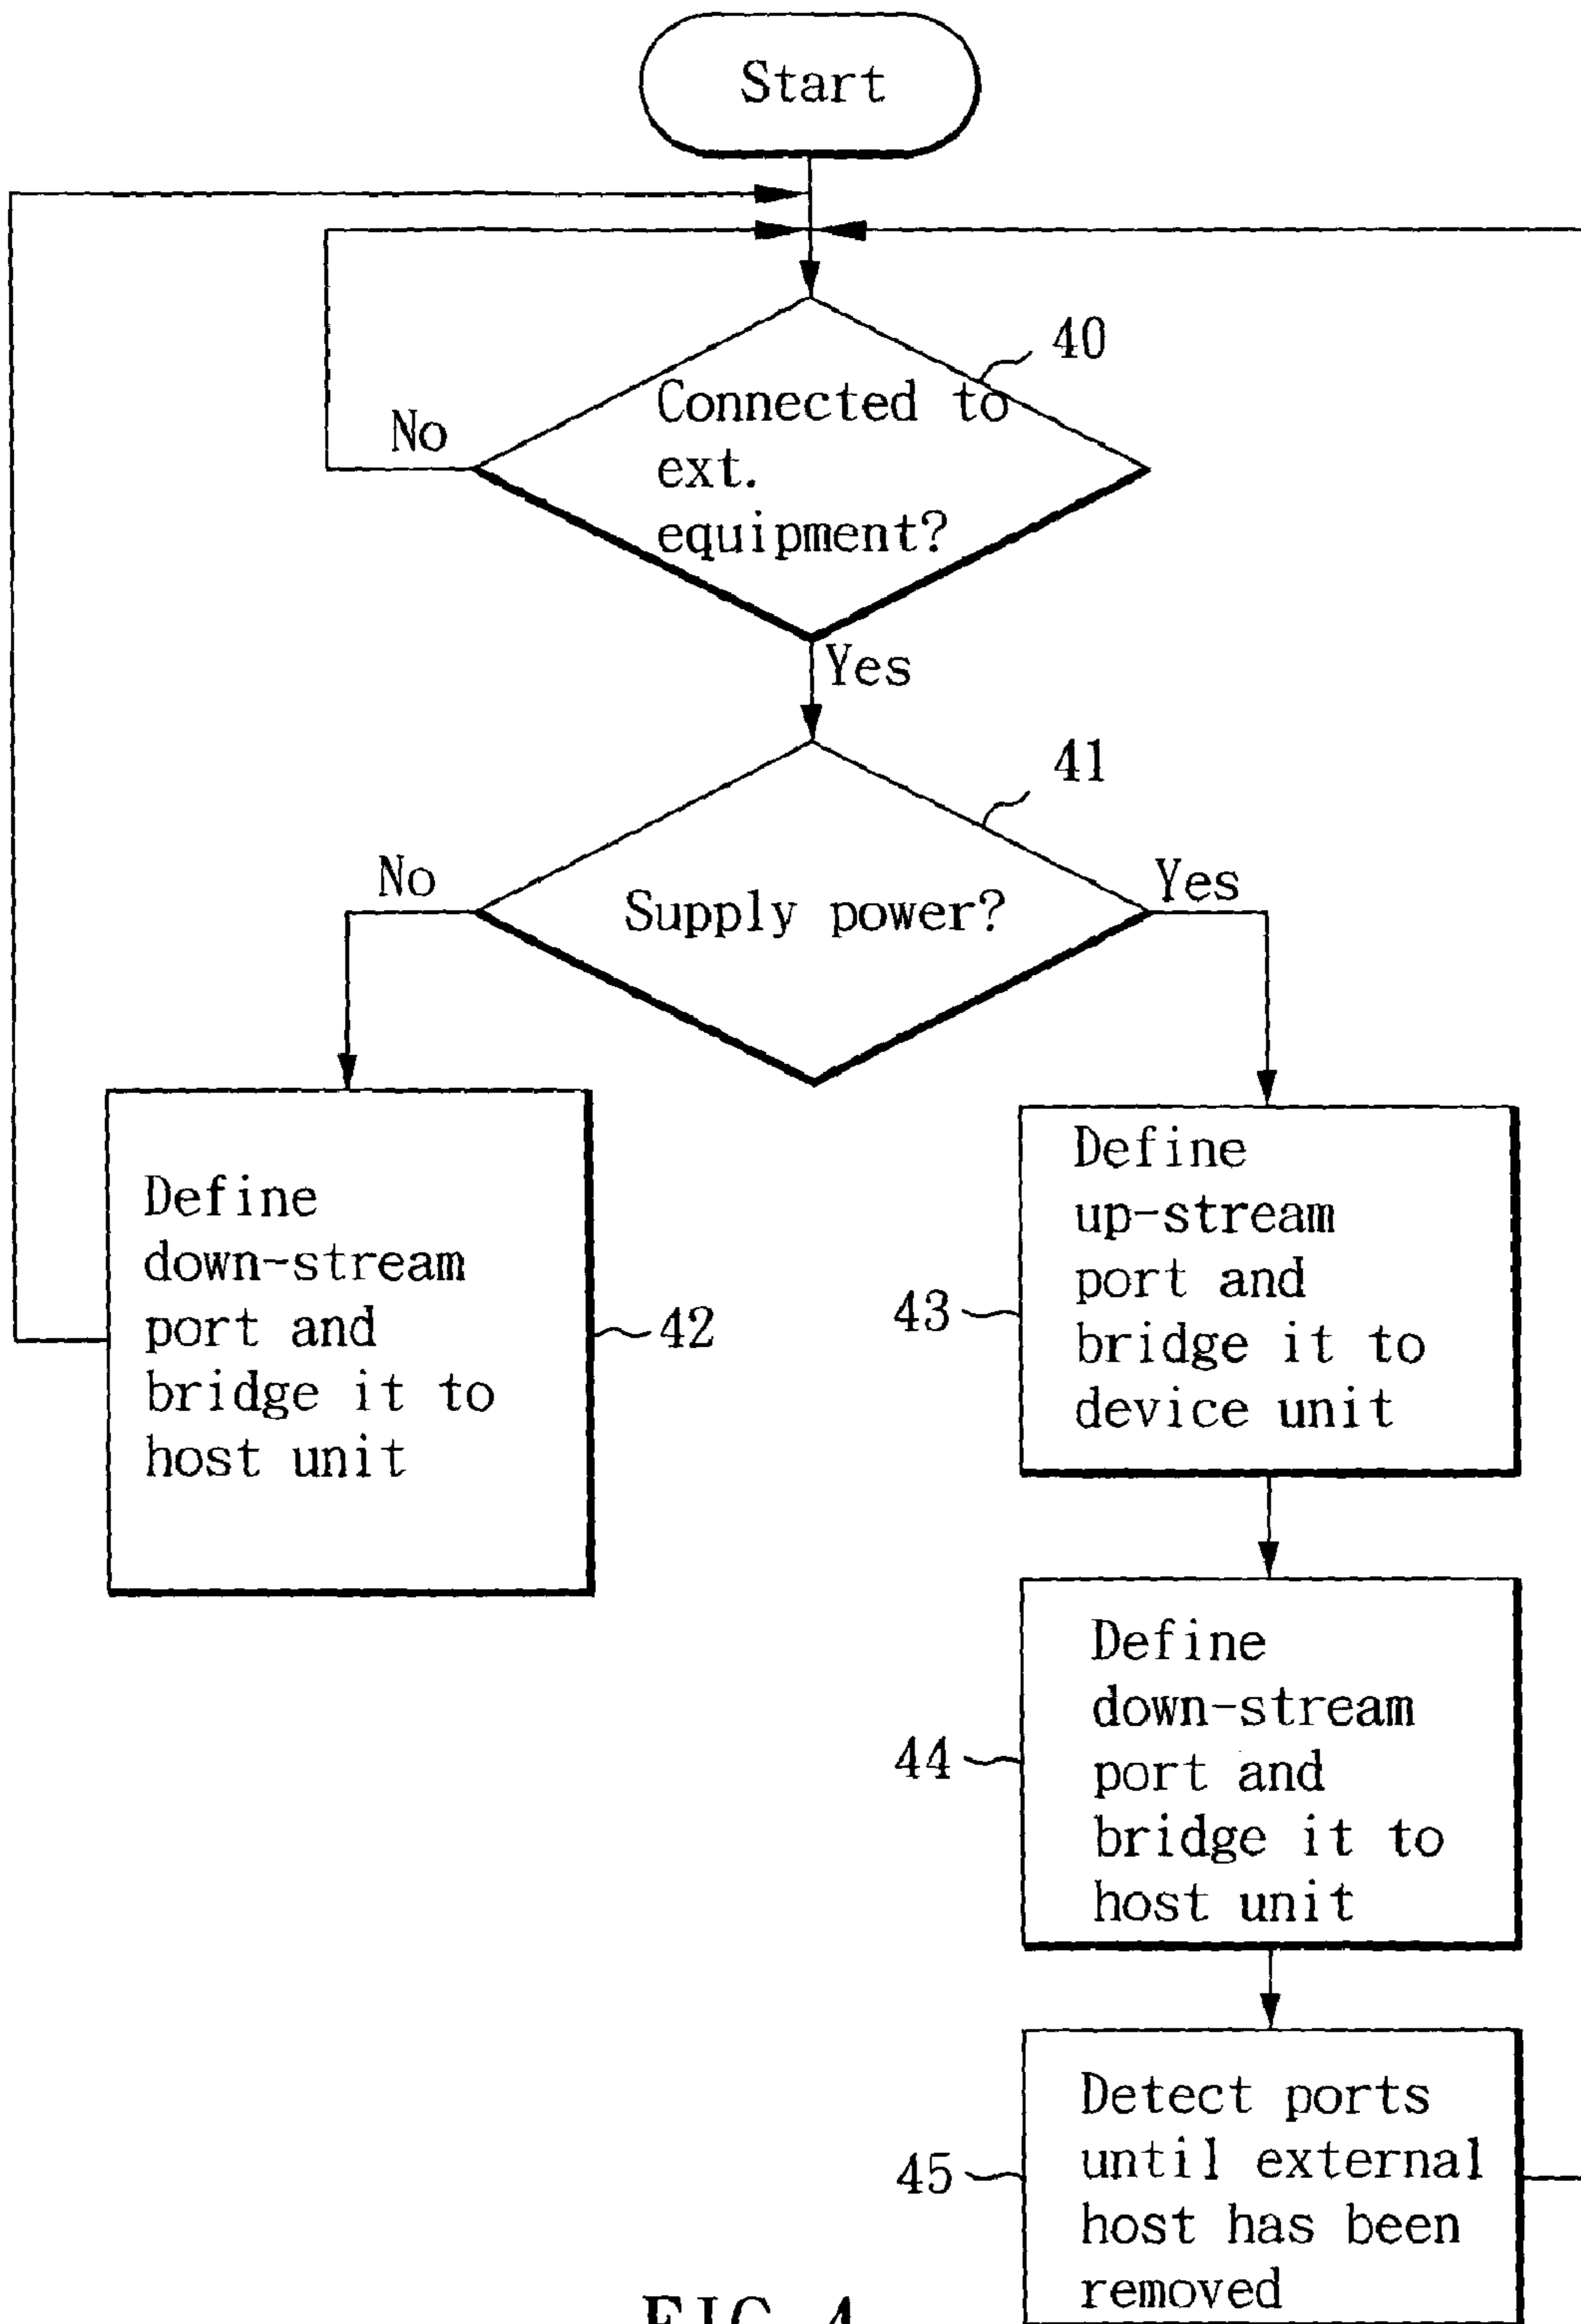 Start
40
Connected to
ext.
equipment?
No
Yes
41
Supply power?
No
Yes
Define
down-stream
port and
bridge it to
host unit
42
Define
up-stream
port and
bridge it to
device unit
43
Define
down-stream
port and
bridge it to
host unit
44
Detect ports
until external
host has been
removed
45
FIG. 4